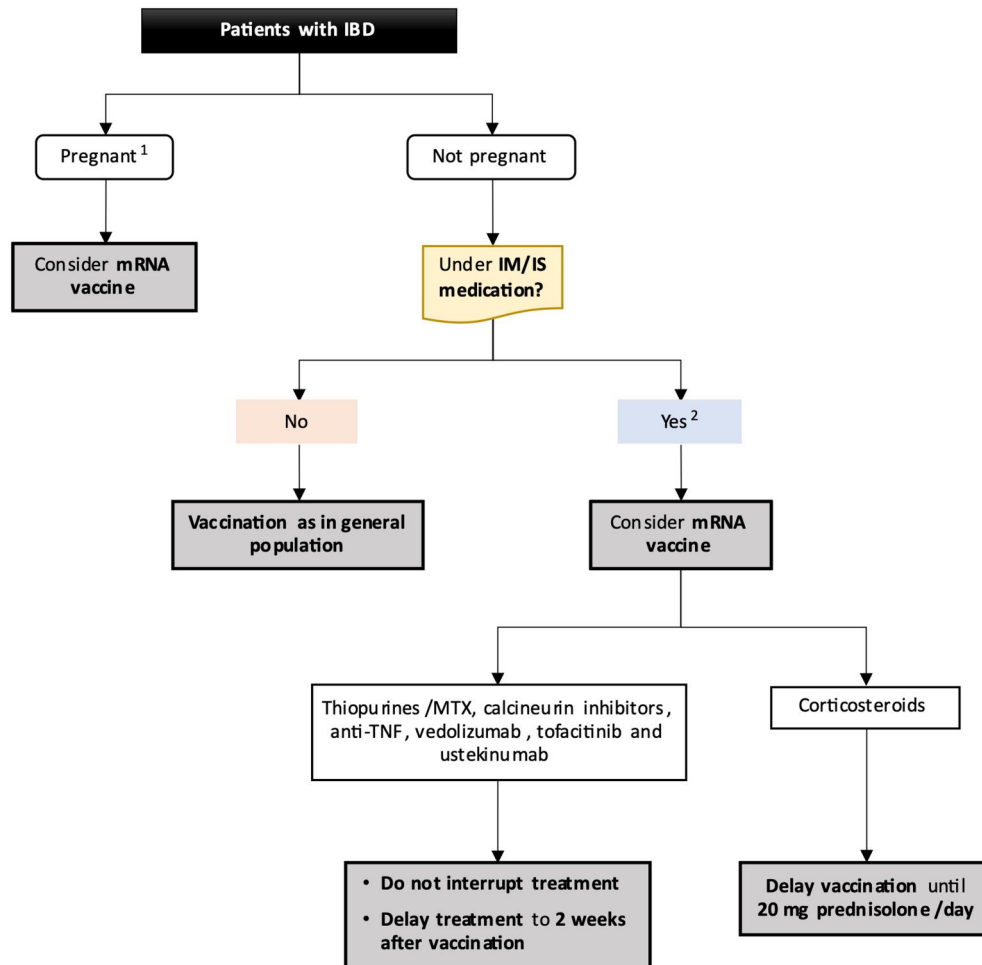 Patients with IBD
Pregnant 1
Not pregnant
Consider mRNA
vaccine
Under IM/IS
medication?
No
Yes 2
Vaccination as in general
population
Consider mRNA
vaccine
Thiopurines /MTX, calcineurin inhibitors,
anti-TNF, vedolizumab , tofacitinib and
ustekinumab
Corticosteroids
• Do not interrupt treatment
• Delay treatment to 2 weeks
after vaccination
Delay vaccination until
20 mg prednisolone/day